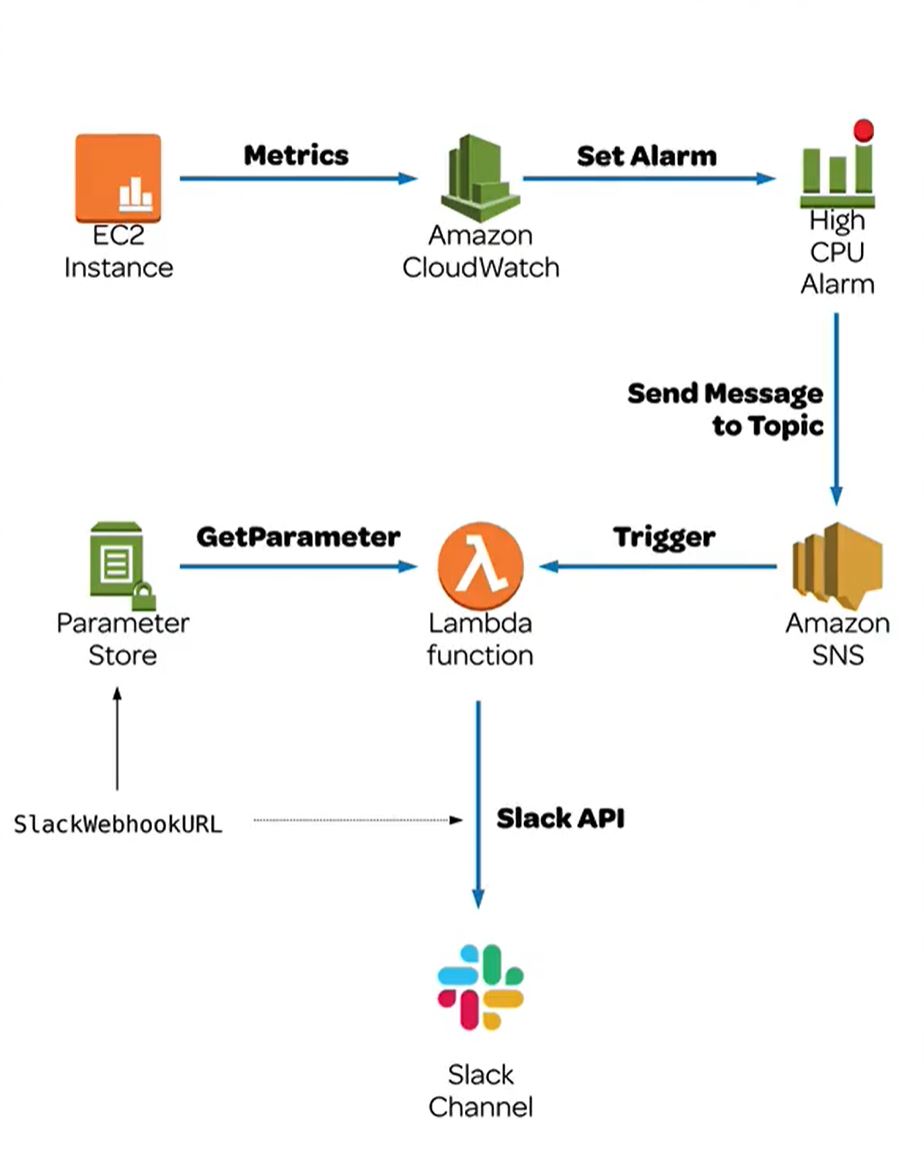 Metrics
Set Alarm
EC2
Instance
Amazon
CloudWatch
High
CPU
Alarm
Send Message
to Topic
GetParameter
Trigger
Parameter
Store
Lambda
function
Amazon
SNS
SlackWebhookURL
Slack API
Slack
Channel